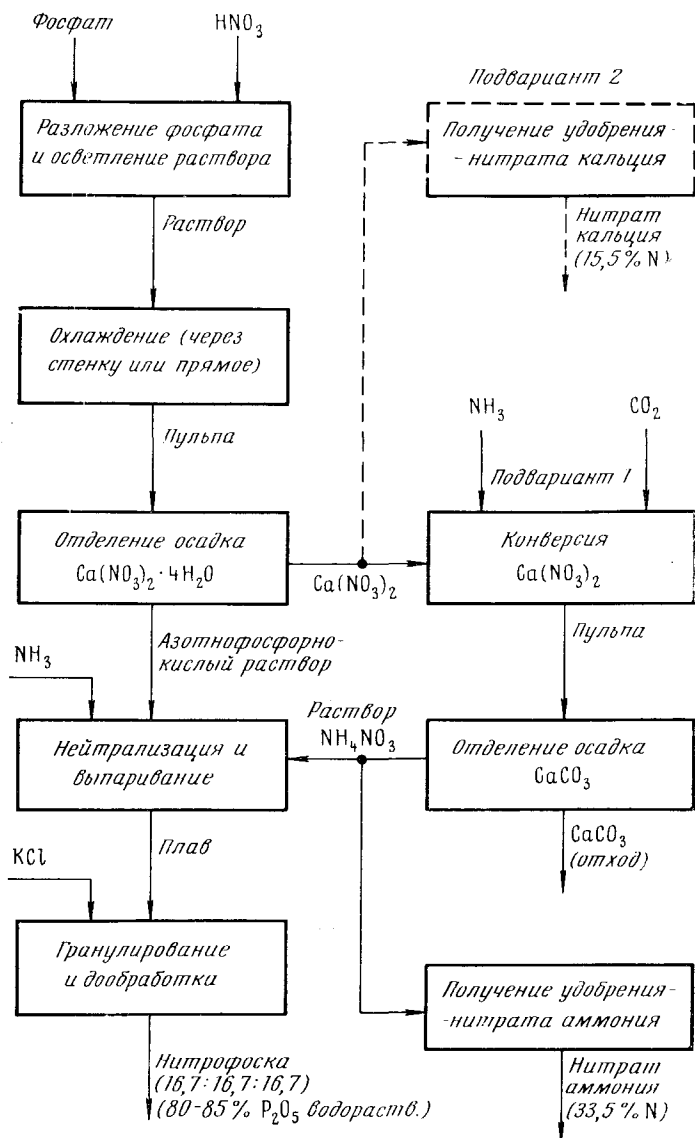 Фосфат
HNO₃
Разложение фосфата
и осветление раствора
Раствор
Охлаждение (через
стенку или прямое)
Пульпа
Отделение осадка
Ca(NO₃)₂·4H₂O
Ca(NO₃)₂
Азотнофосфорно-
кислый раствор
NH₃
Нейтрализация и
выпаривание
Плав
KCl
Гранулирование
и дообработка
Нитрофоска
(16,7:16,7:16,7)
(80-85% P₂O₅ водораств.)
Подвариант 2
Получение удобрения-
-нитрата кальция
Нитрат
кальция
(15,5% N)
NH₃
CO₂
Подвариант 1
Конверсия
Ca(NO₃)₂
Пульпа
Раствор
NH₄NO₃
Отделение осадка
CaCO₃
CaCO₃
(отход)
Получение удобрения-
-нитрата аммония
Нитрат
аммония
(33,5% N)